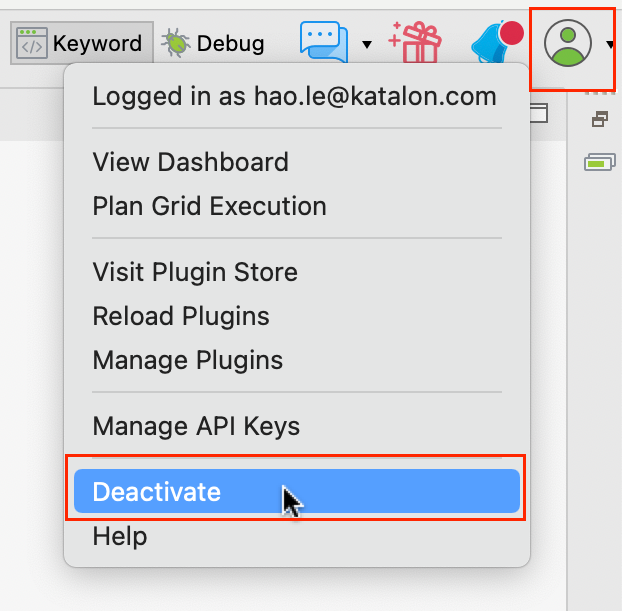 Keyword
Debug
Logged in as hao.le@katalon.com
View Dashboard
Plan Grid Execution
Visit Plugin Store
Reload Plugins
Manage Plugins
Manage API Keys
Deactivate
Help